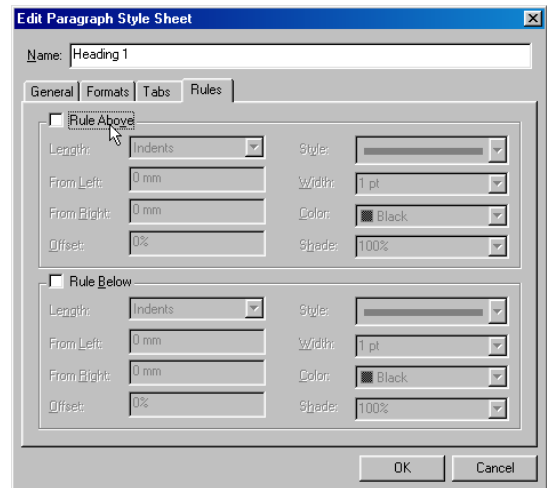 Edit Paragraph Style Sheet
Name: Heading 1
General Formats Tabs Rules
Rule Above
Length: Indents Style:
From Left: 0 mm Width: 1 pt
From Right: 0 mm Color: Black
Offset: 0% Shade: 100%
Rule Below
Length: Indents Style:
From Left: 0 mm Width: 1 pt
From Right: 0 mm Color: Black
Offset: 0% Shade: 100%
OK Cancel